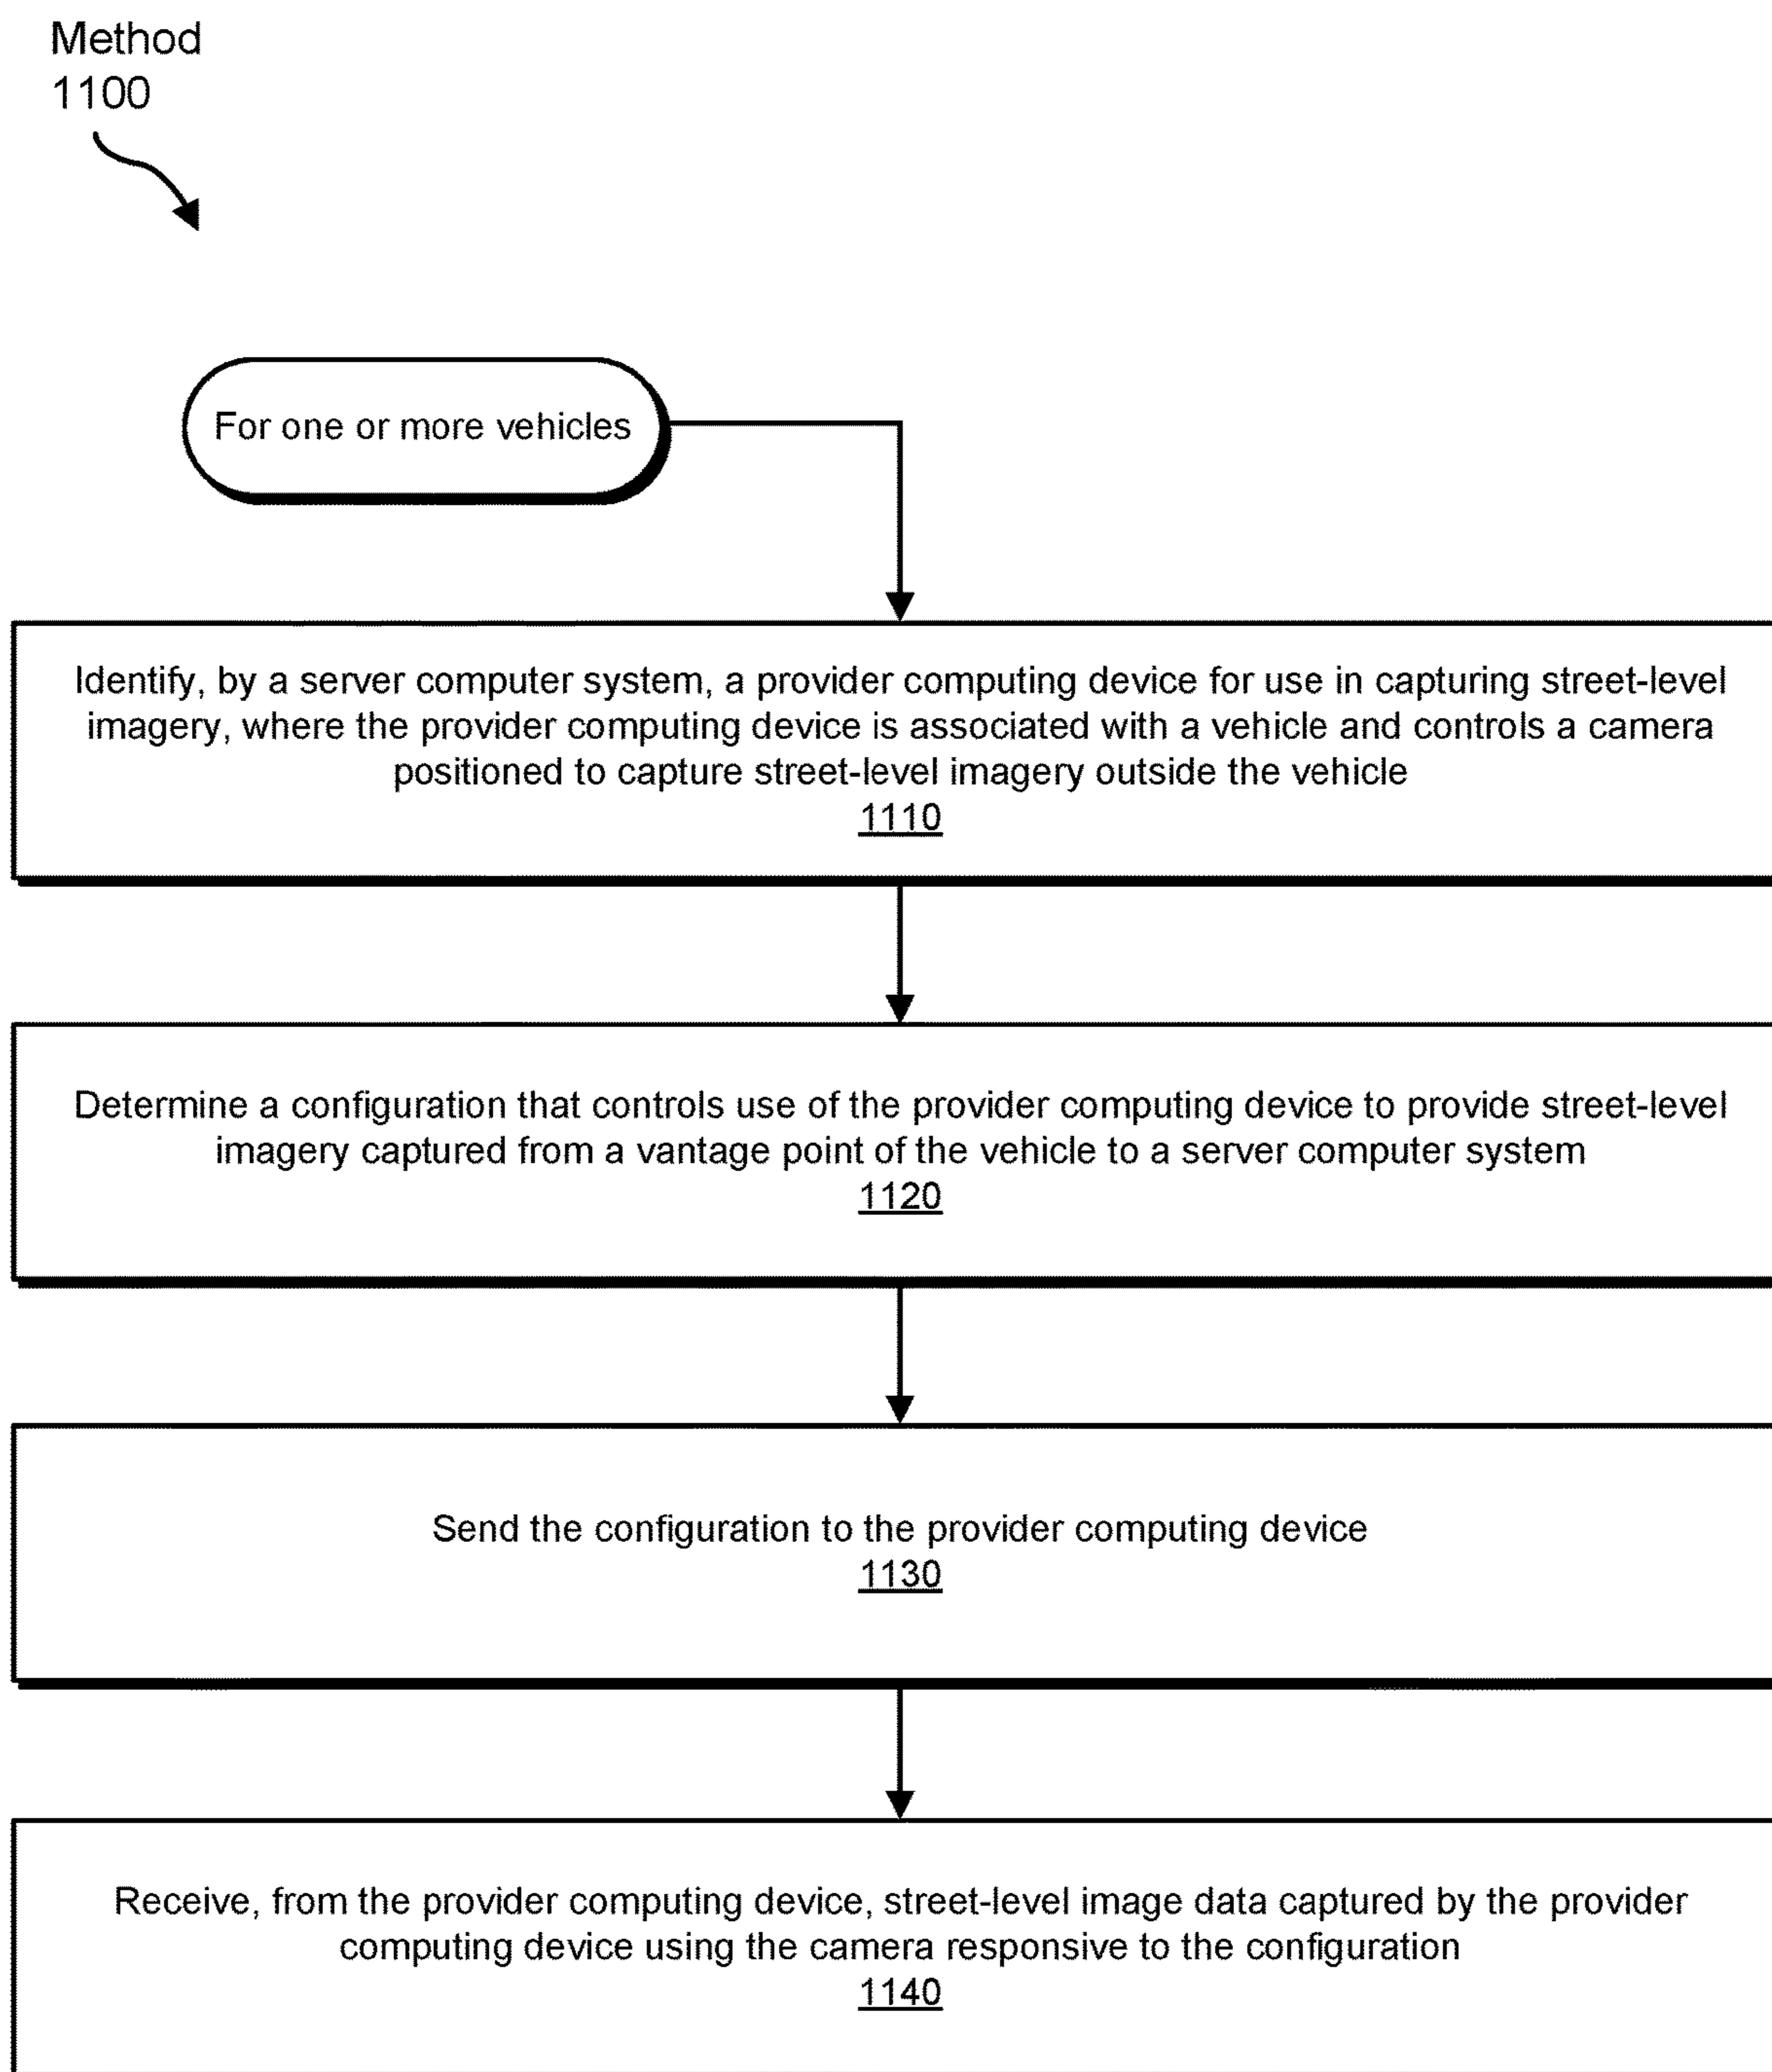 Method
1100
For one or more vehicles
Identify, by a server computer system, a provider computing device for use in capturing street-level
imagery, where the provider computing device is associated with a vehicle and controls a camera
positioned to capture street-level imagery outside the vehicle
1110
Determine a configuration that controls use of the provider computing device to provide street-level
imagery captured from a vantage point of the vehicle to a server computer system
1120
Send the configuration to the provider computing device
1130
Receive, from the provider computing device, street-level image data captured by the provider
computing device using the camera responsive to the configuration
1140